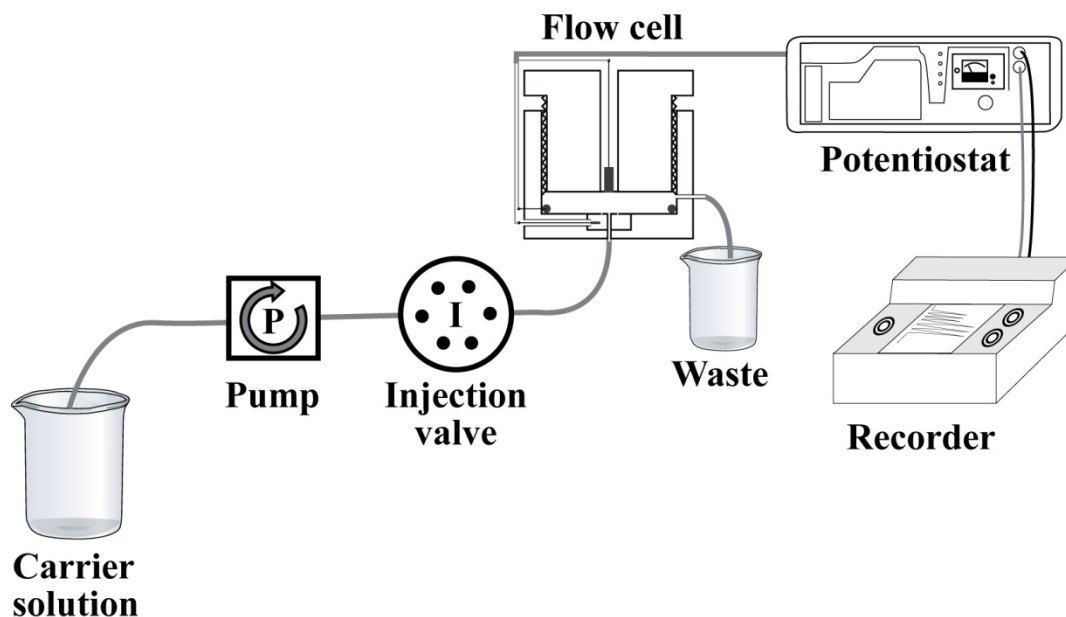 Flow cell
Potentiostat
P
I
Pump
Injection
valve
Waste
Recorder
Carrier
solution